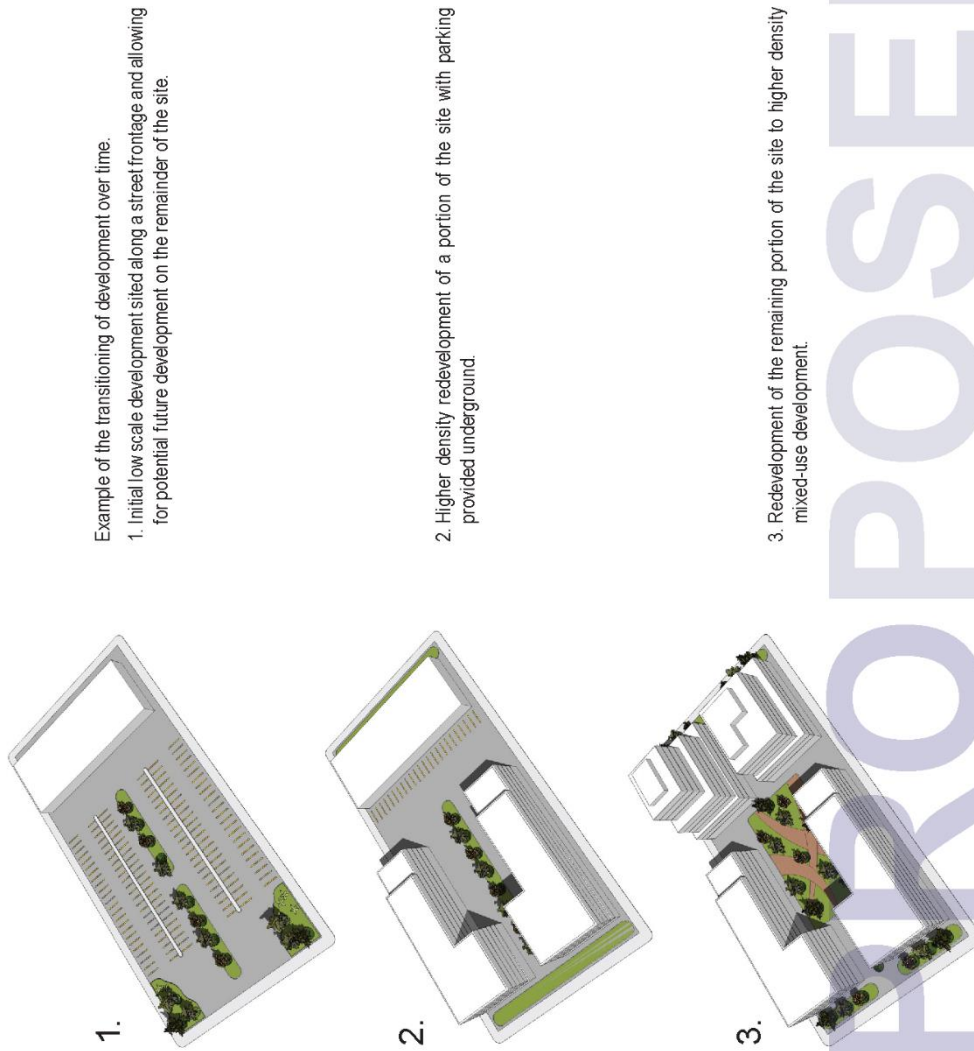 Example of the transitioning of development over time.
1. Initial low scale development sited along a street frontage and allowing
for potential future development on the remainder of the site.
2. Higher density redevelopment of a portion of the site with parking
provided underground.
3. Redevelopment of the remaining portion of the site to higher density
mixed-use development.
1.
2.
3.
PROPOSE